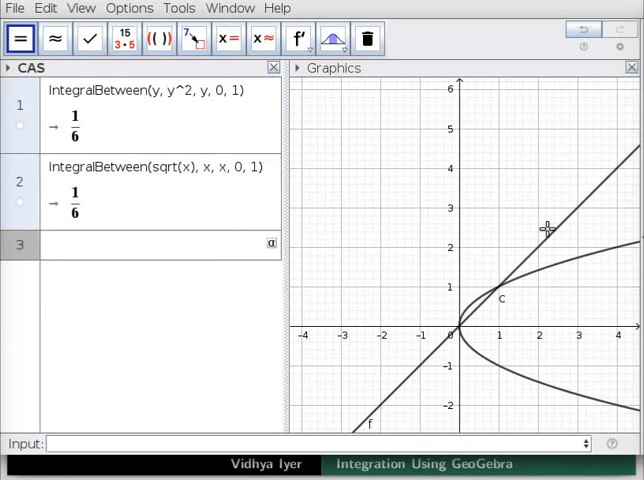 File Edit View Options Tools Window Help
= ≈ ✓ 15 3·5 (( )) 7 x= x≈ f'
CAS
Graphics
1 IntegralBetween(y, y^2, y, 0, 1)
→ 1/6
2 IntegralBetween(sqrt(x), x, x, 0, 1)
→ 1/6
3 α
6
5
4
3
2
1
C
-4 -3 -2 -1 0 1 2 3 4
-1
-2
f
Input:
Vidhya Iyer Integration Using GeoGebra